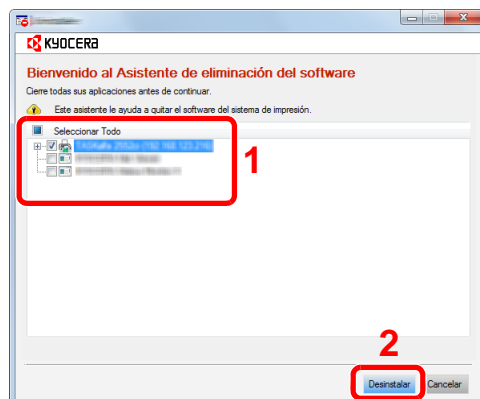 KYOCERA
Bienvenido al Asistente de eliminación del software
Cierre todas sus aplicaciones antes de continuar.
Este asistente le ayuda a quitar el software del sistema de impresión.
Seleccionar Todo
1
2
Desinstalar Cancelar